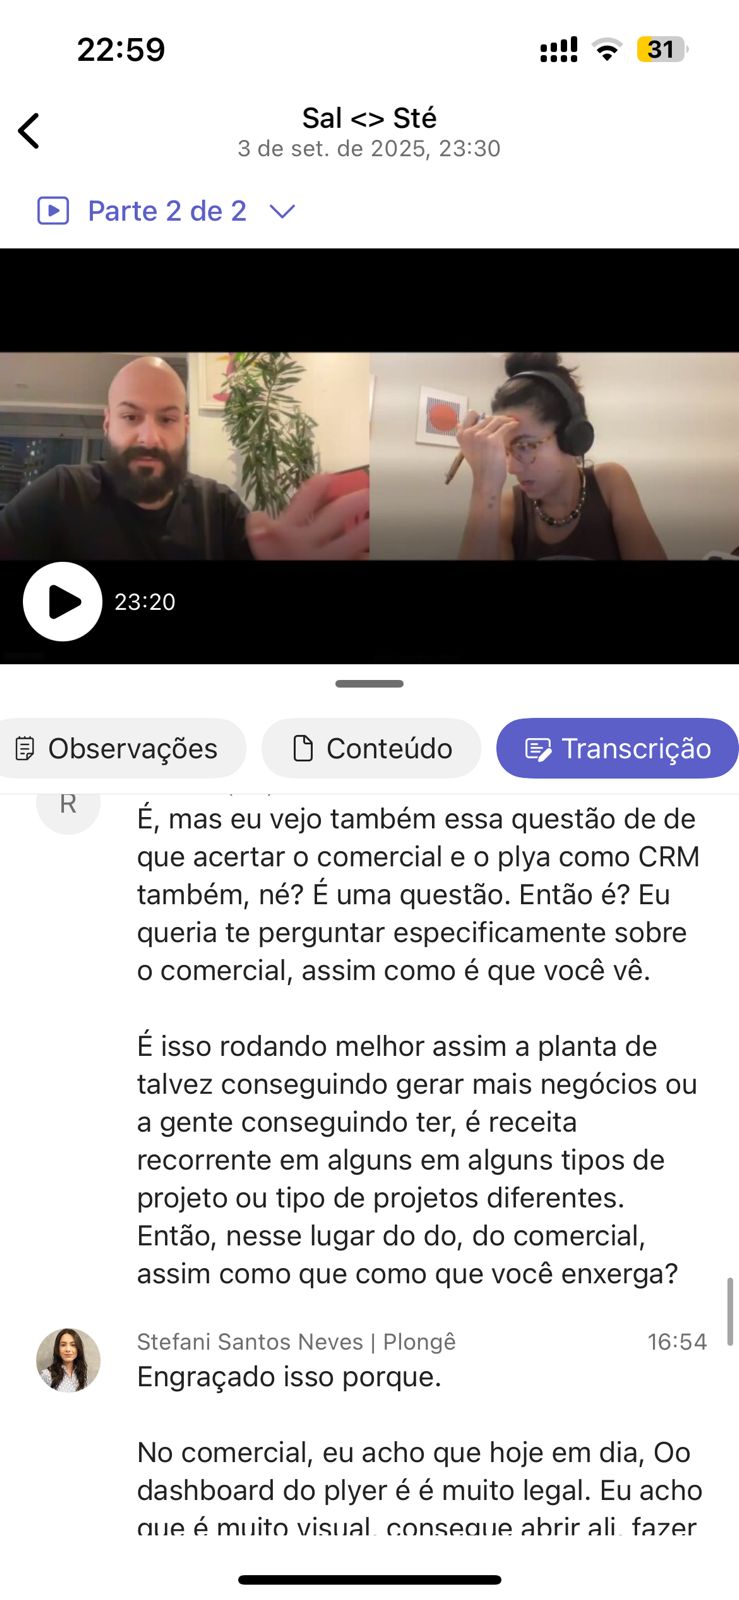 22:59
31
Sal <> Sté
3 de set. de 2025, 23:30
Parte 2 de 2
23:20
Observações
Conteúdo
Transcrição
R
É, mas eu vejo também essa questão de de
que acertar o comercial e o plya como CRM
também, né? É uma questão. Então é? Eu
queria te perguntar especificamente sobre
o comercial, assim como é que você vê.
É isso rodando melhor assim a planta de
talvez conseguindo gerar mais negócios ou
a gente conseguindo ter, é receita
recorrente em alguns em alguns tipos de
projeto ou tipo de projetos diferentes.
Então, nesse lugar do do, do comercial,
assim como que como que você enxerga?
Stefani Santos Neves | Plongê
16:54
Engraçado isso porque.
No comercial, eu acho que hoje em dia, Oo
dashboard do plyer é é muito legal. Eu acho
que é muito visual, consegue abrir ali, fazer